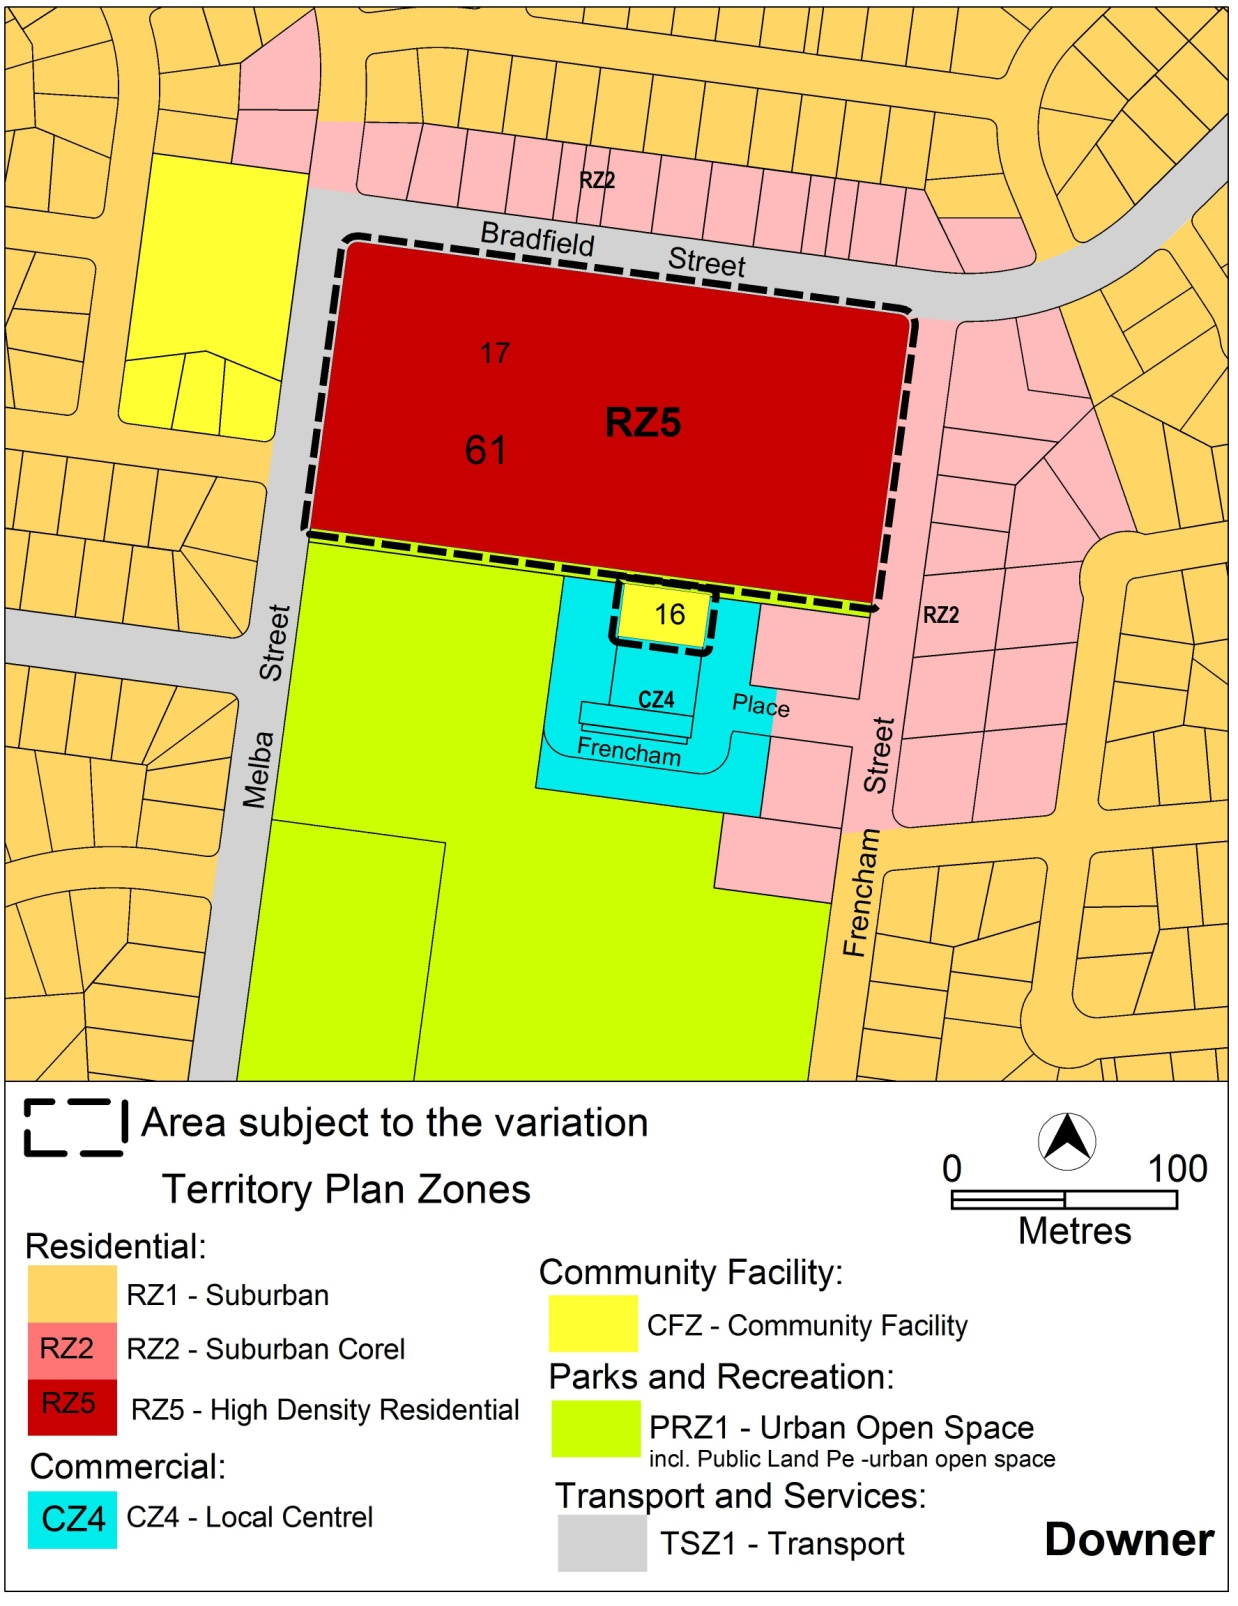 RZ2
Bradfield
Street
17
RZ5
61
16
RZ2
Street
CZ4
Place
Frencham
Street
Melba
Frencham
Area subject to the variation
Territory Plan Zones
0 100
Metres
Residential:
RZ1 - Suburban
RZ2 RZ2 - Suburban Corel
RZ5 RZ5 - High Density Residential
Commercial:
CZ4 CZ4 - Local Centrel
Community Facility:
CFZ - Community Facility
Parks and Recreation:
PRZ1 - Urban Open Space
incl. Public Land Pe -urban open space
Transport and Services:
TSZ1 - Transport
Downer